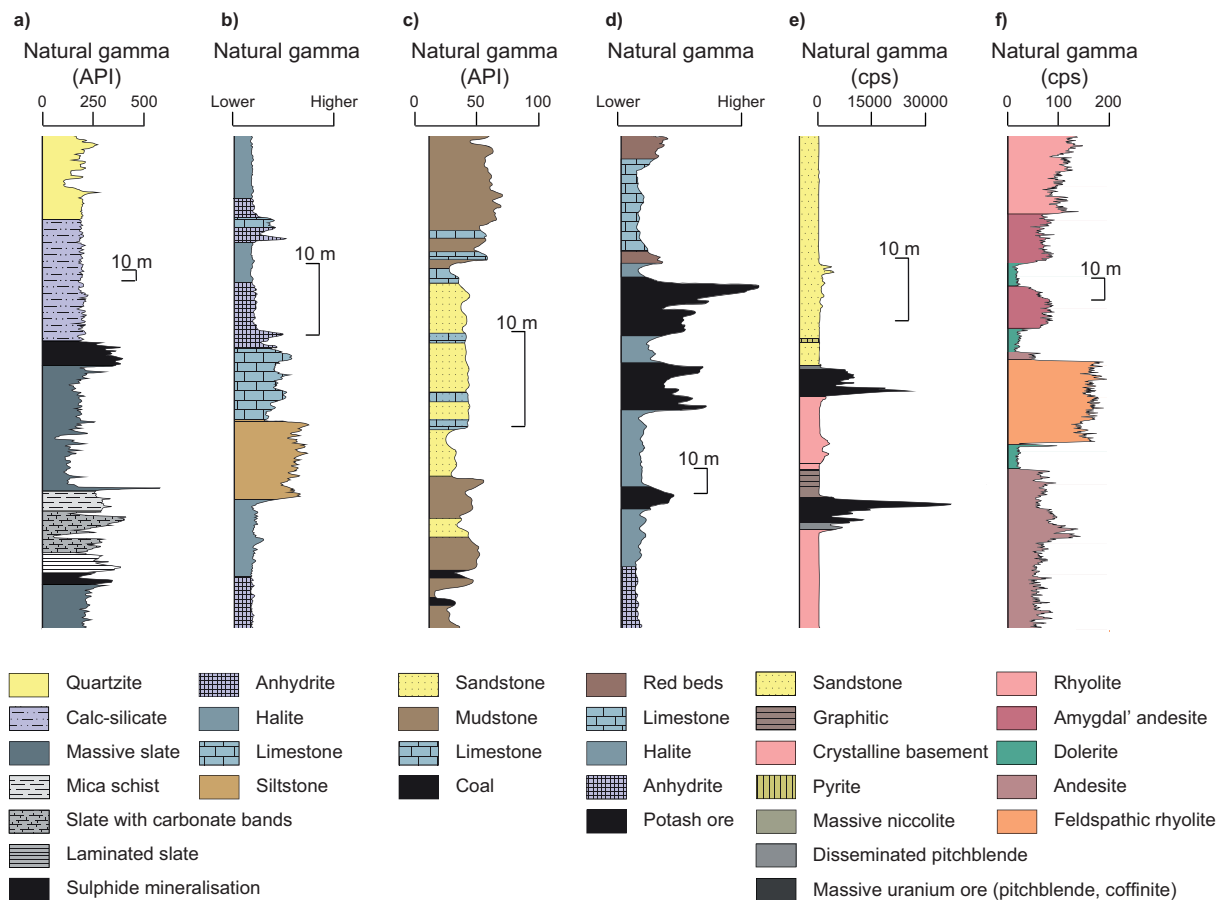 a)
Natural gamma
(API)
0 250 500
10 m
b)
Natural gamma
Lower Higher
10 m
c)
Natural gamma
(API)
0 50 100
10 m
d)
Natural gamma
Lower Higher
10 m
e)
Natural gamma
(cps)
0 15000 30000
10 m
f)
Natural gamma
(cps)
0 100 200
10 m
Quartzite
Calc-silicate
Massive slate
Mica schist
Slate with carbonate bands
Laminated slate
Sulphide mineralisation
Anhydrite
Halite
Limestone
Siltstone
Sandstone
Mudstone
Limestone
Coal
Red beds
Limestone
Halite
Anhydrite
Potash ore
Sandstone
Graphitic
Crystalline basement
Pyrite
Massive niccolite
Disseminated pitchblende
Massive uranium ore (pitchblende, coffinite)
Rhyolite
Amygdal' andesite
Dolerite
Andesite
Feldspathic rhyolite